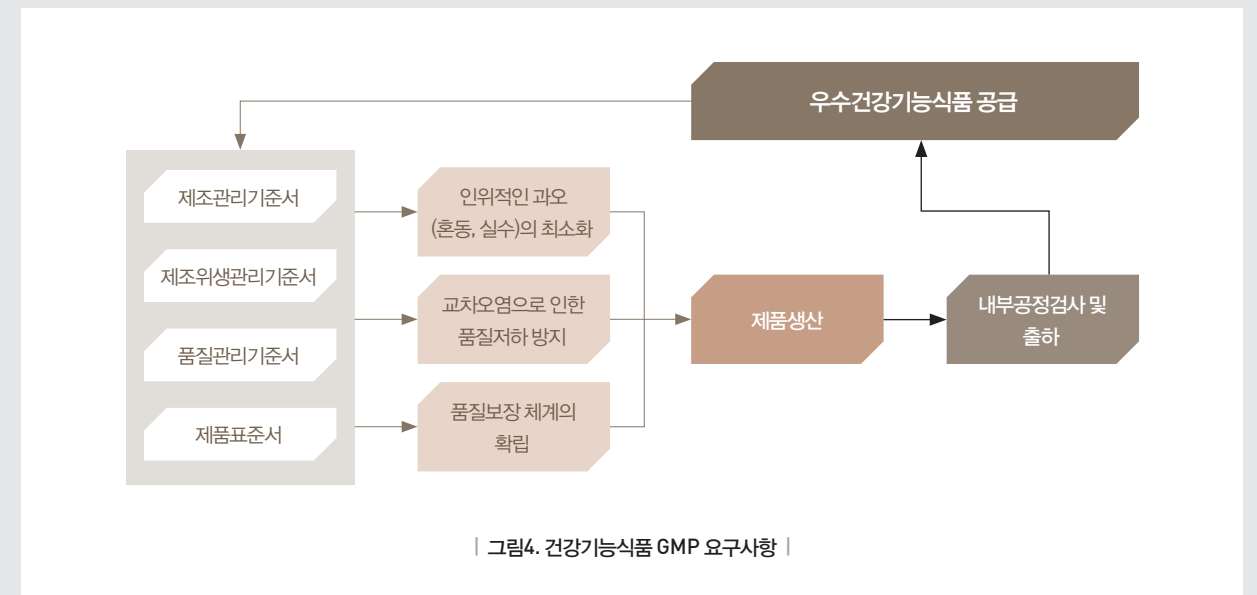 우수건강기능식품 공급
제조관리기준서
제조위생관리기준서
품질관리기준서
제품표준서
인위적인 과오
(혼동, 실수)의 최소화
교차오염으로 인한
품질저하 방지
품질보장 체계의
확립
제품생산
내부공정검사 및
출하
| 그림4. 건강기능식품 GMP 요구사항 |